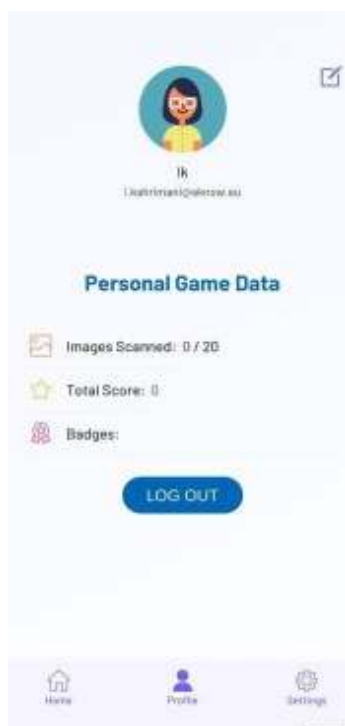 lk
Personal Game Data
Images Scanned: 0 / 20
Total Score: 0
Badges:
LOG OUT
Home
Profile
Settings